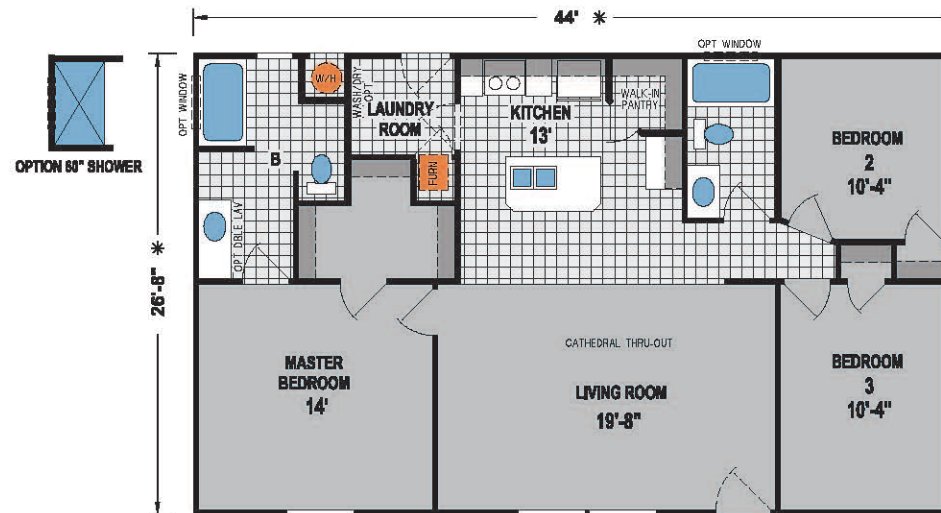 44' *
OPT WINDOW
W/H
WASH/DRY
OPT
LAUNDRY
ROOM
KITCHEN
13'
WALK-IN
PANTRY
BEDROOM
2
10'-4"
OPT WINDOW
OPTION 60" SHOWER
B
FURN
OPT DBLE LAV
26'-8" *
CATHEDRAL THRU-OUT
MASTER
BEDROOM
14'
LIVING ROOM
19'-8"
BEDROOM
3
10'-4"